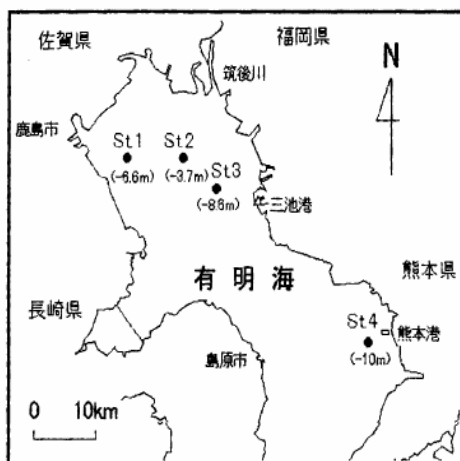 佐賀県
福岡県
筑後川
N
鹿島市
St1
(-6.6m)
St2
(-3.7m)
St3
(-8.6m)
三池港
有明海
熊本県
長崎県
St4
(-10m)
熊本港
島原市
0 10km